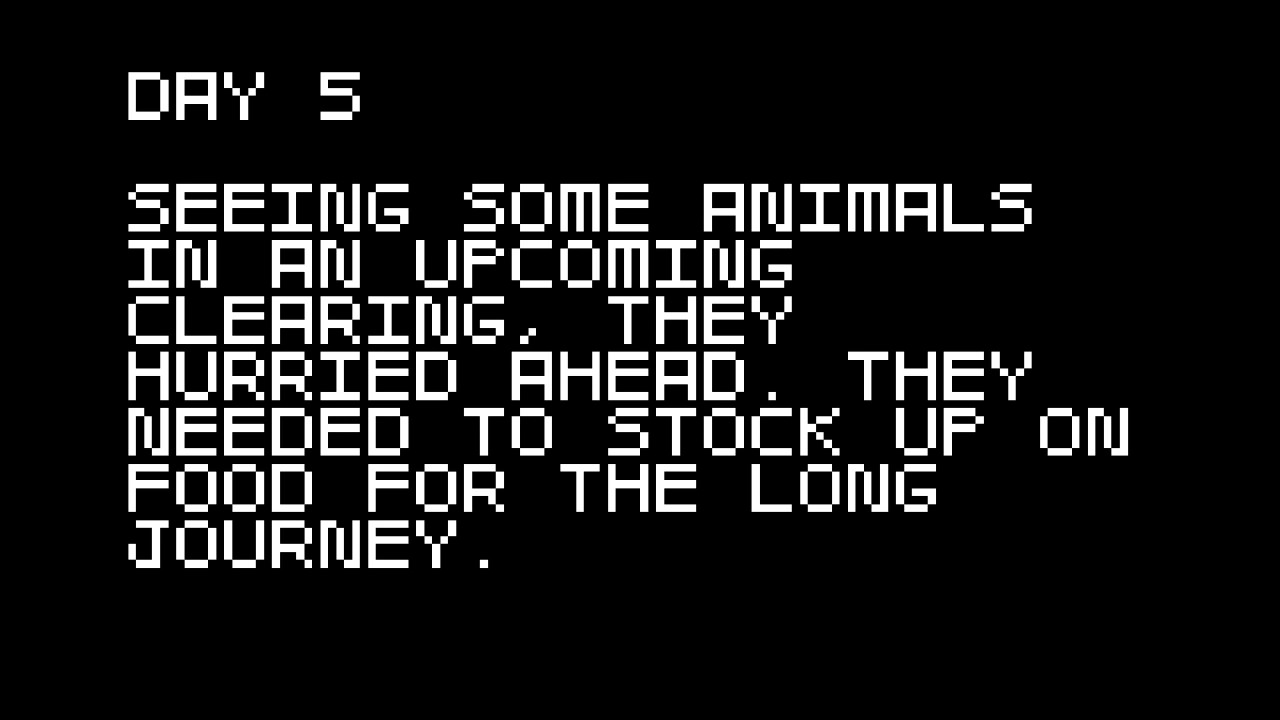 DAY 5
SEEING SOME ANIMALS
IN AN UPCOMING
CLEARING, THEY
HURRIED AHEAD. THEY
NEEDED TO STOCK UP ON
FOOD FOR THE LONG
JOURNEY.